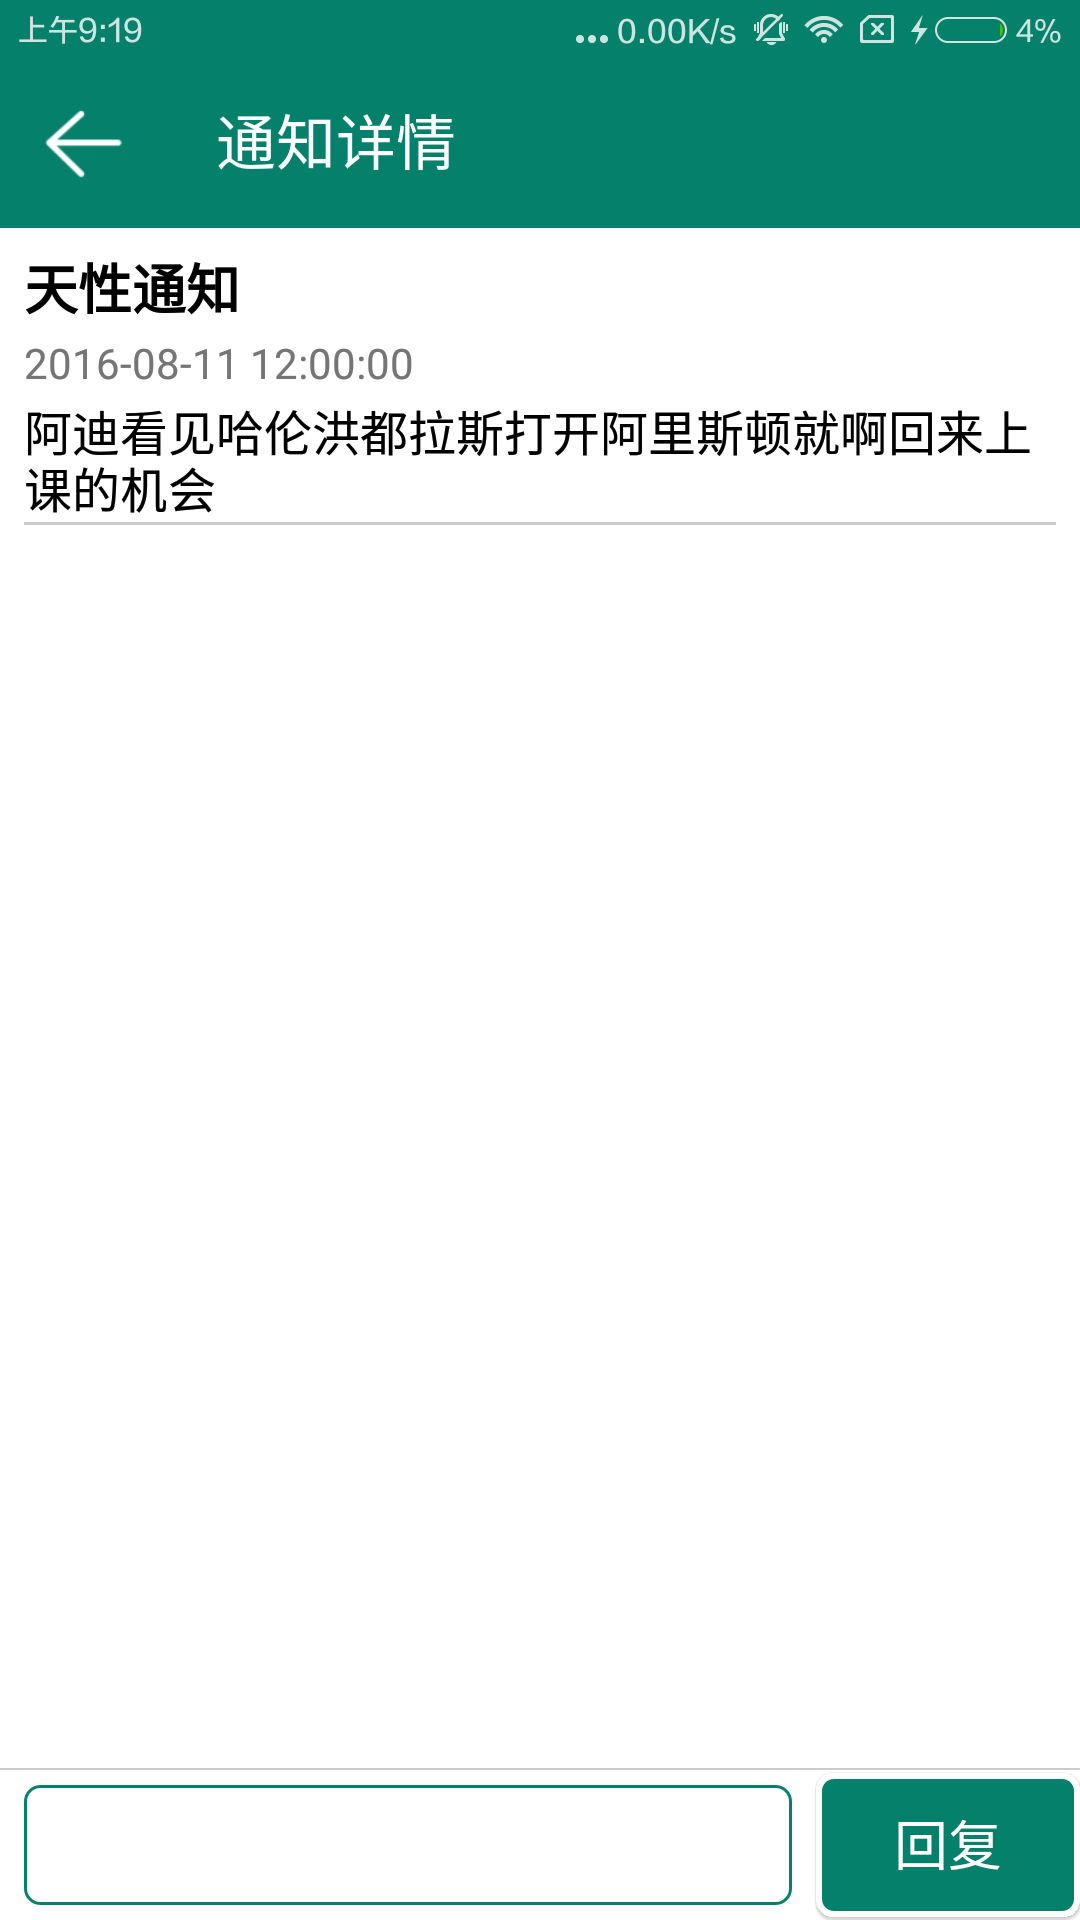 上午9:19
...0.00K/s 4%
通知详情
天性通知
2016-08-11 12:00:00
阿迪看见哈伦洪都拉斯打开阿里斯顿就啊回来上
课的机会
回复